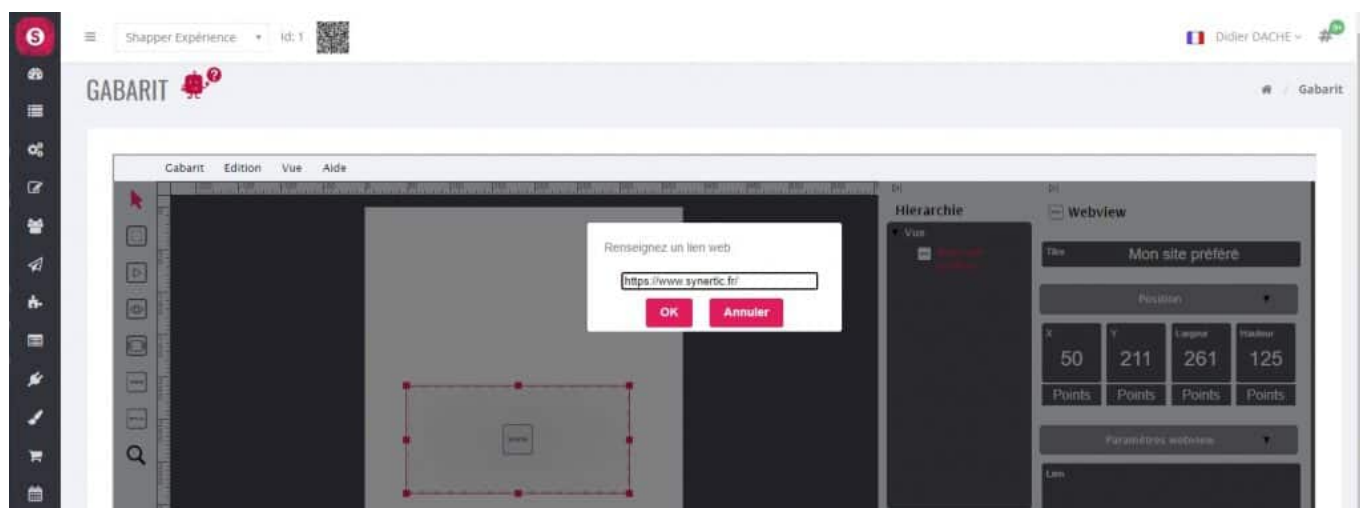 S
Shapper Expérience
Id: 1
Didier DACHE
#
GABARIT
?
Gabarit
Gabarit Edition Vue Aide
Hierarchie
Webview
Vue
Renseignez un lien web
https://www.synertic.fr/
OK Annuler
Titre
Mon site préféré
Position
X Y Largeur Hauteur
50 211 261 125
Points Points Points Points
Paramètres webview
Lien